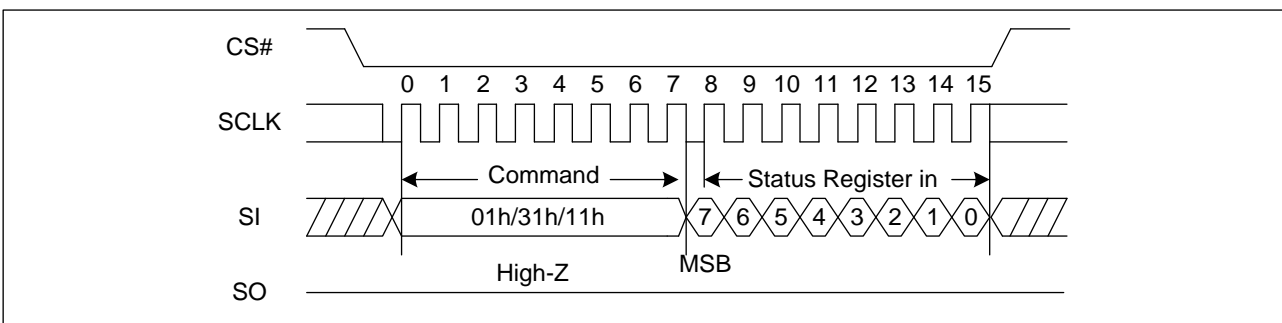 CS#
0 1 2 3 4 5 6 7 8 9 10 11 12 13 14 15
SCLK
Command Status Register in
SI 01h/31h/11h 7 6 5 4 3 2 1 0
High-Z MSB
SO